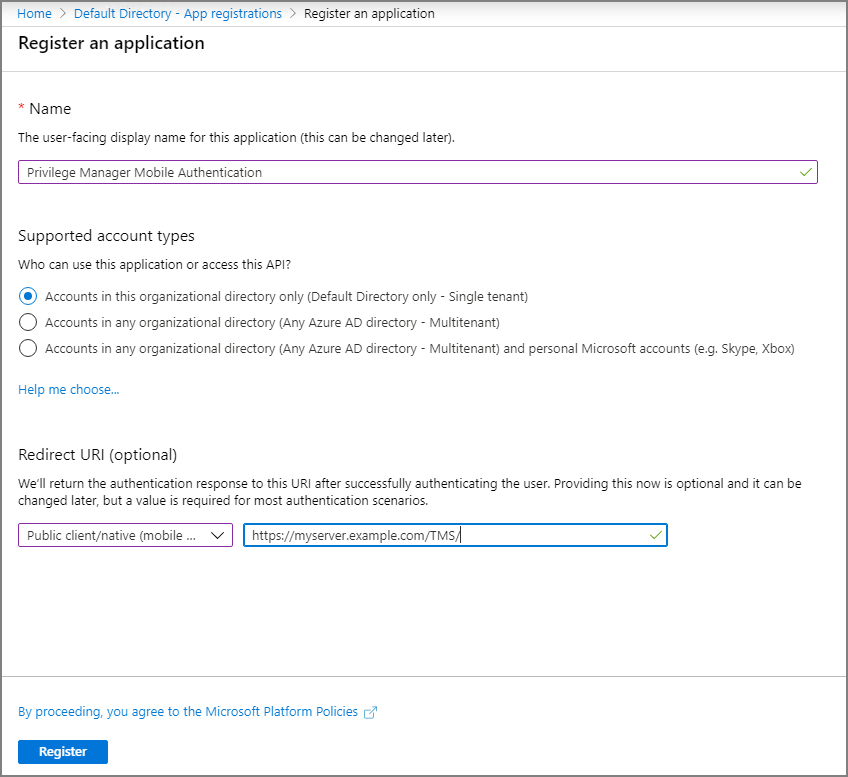 Home > Default Directory - App registrations > Register an application
Register an application
* Name
The user-facing display name for this application (this can be changed later).
Privilege Manager Mobile Authentication
Supported account types
Who can use this application or access this API?
Accounts in this organizational directory only (Default Directory only - Single tenant)
Accounts in any organizational directory (Any Azure AD directory - Multitenant)
Accounts in any organizational directory (Any Azure AD directory - Multitenant) and personal Microsoft accounts (e.g. Skype, Xbox)
Help me choose...
Redirect URI (optional)
We'll return the authentication response to this URI after successfully authenticating the user. Providing this now is optional and it can be
changed later, but a value is required for most authentication scenarios.
Public client/native (mobile ... https://myserver.example.com/TMS/
By proceeding, you agree to the Microsoft Platform Policies
Register